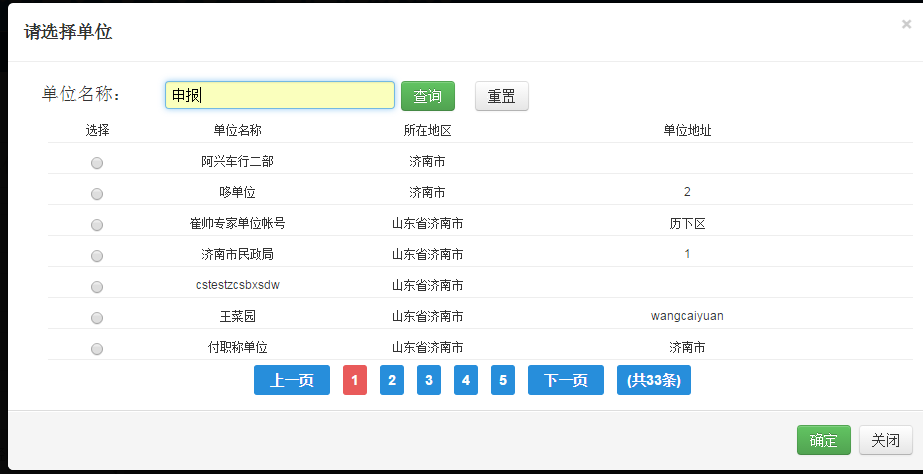 请选择单位 ×
单位名称： 申报 查询 重置
选择 单位名称 所在地区 单位地址
阿兴车行二部 济南市
哆单位 济南市 2
崔帅专家单位帐号 山东省济南市 历下区
济南市民政局 山东省济南市 1
cstestzcsbxsdw 山东省济南市
王菜园 山东省济南市 wangcaiyuan
付职称单位 山东省济南市 济南市
上一页 1 2 3 4 5 下一页 (共33条)
确定 关闭